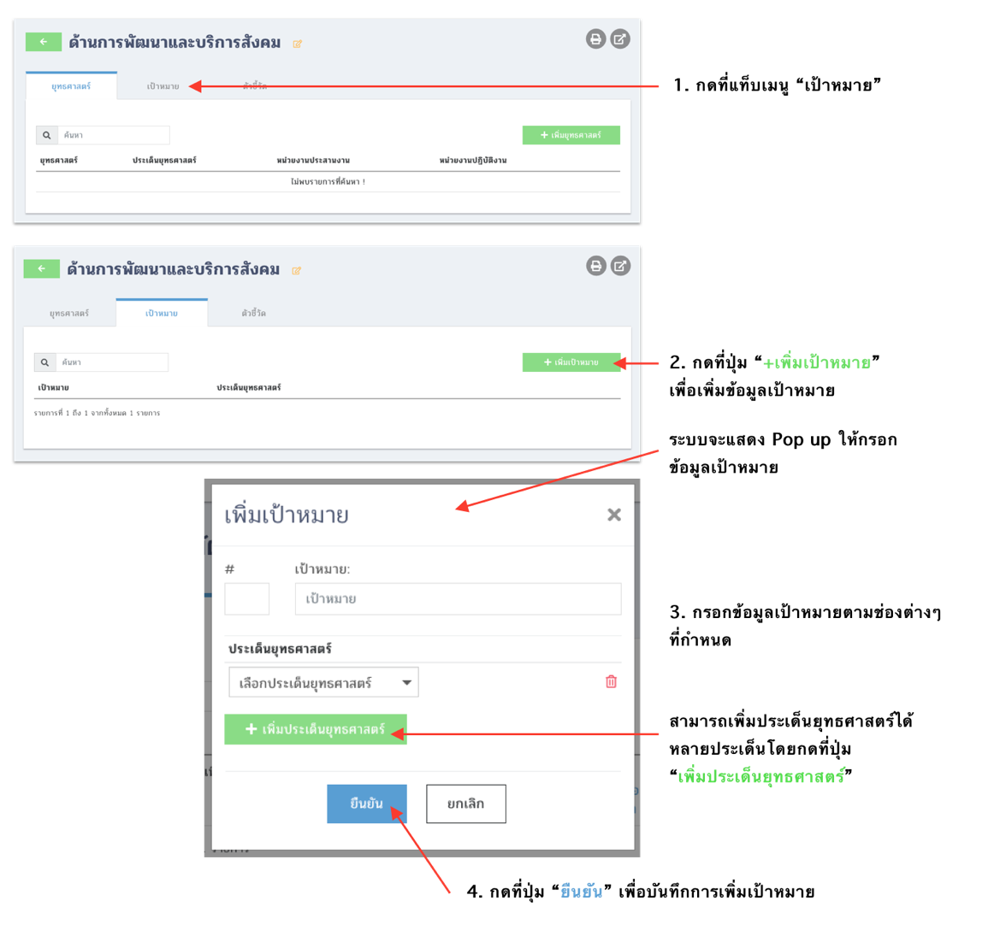 ด้านการพัฒนาและบริการสังคม
ยุทธศาสตร์ เป้าหมาย ตัวชี้วัด
1. กดที่แท็บเมนู “เป้าหมาย”
ค้นหา + เพิ่มยุทธศาสตร์
ยุทธศาสตร์ ประเด็นยุทธศาสตร์ หน่วยงานประสานงาน หน่วยงานปฏิบัติงาน
ไม่พบรายการที่ค้นหา !
ด้านการพัฒนาและบริการสังคม
ยุทธศาสตร์ เป้าหมาย ตัวชี้วัด
ค้นหา + เพิ่มเป้าหมาย
เป้าหมาย ประเด็นยุทธศาสตร์
รายการที่ 1 ถึง 1 จากทั้งหมด 1 รายการ
2. กดที่ปุ่ม “+เพิ่มเป้าหมาย”
เพื่อเพิ่มข้อมูลเป้าหมาย
ระบบจะแสดง Pop up ให้กรอก
ข้อมูลเป้าหมาย
เพิ่มเป้าหมาย
# เป้าหมาย:
เป้าหมาย
3. กรอกข้อมูลเป้าหมายตามช่องต่างๆ
ที่กำหนด
ประเด็นยุทธศาสตร์
เลือกประเด็นยุทธศาสตร์
+ เพิ่มประเด็นยุทธศาสตร์
สามารถเพิ่มประเด็นยุทธศาสตร์ได้
หลายประเด็นโดยกดที่ปุ่ม
“เพิ่มประเด็นยุทธศาสตร์”
ยืนยัน ยกเลิก
4. กดที่ปุ่ม “ยืนยัน” เพื่อบันทึกการเพิ่มเป้าหมาย